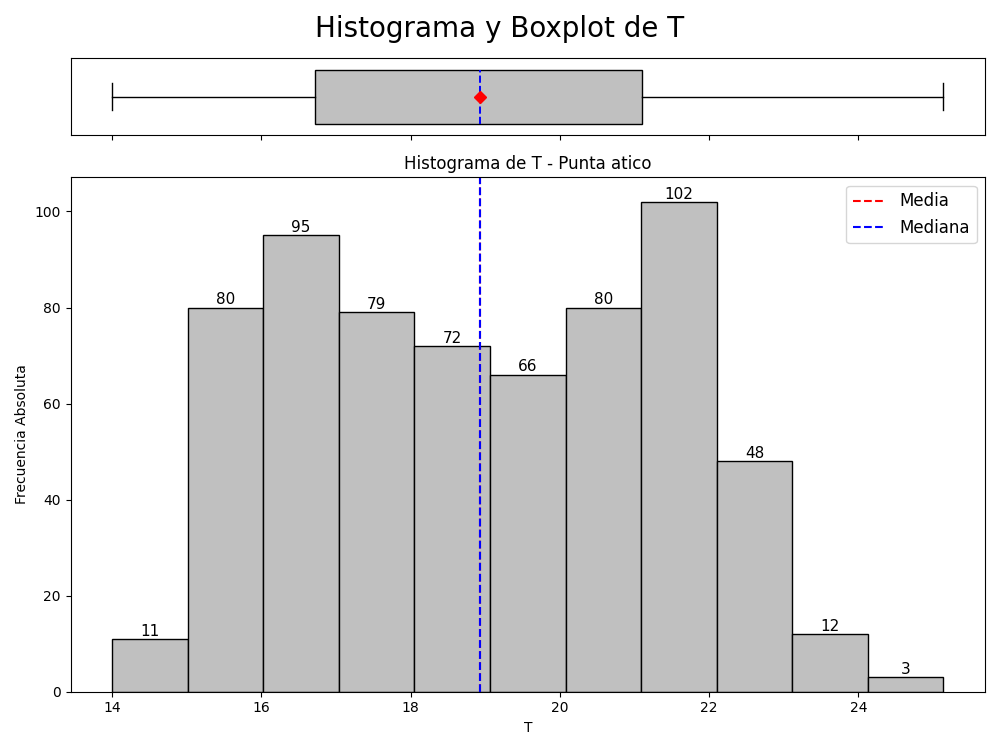 Histograma y Boxplot de T
Histograma de T - Punta atico
Media
Mediana
Frecuencia Absoluta
100
80
60
40
20
0
11
80
95
79
72
66
80
102
48
12
3
14 16 18 20 22 24
T